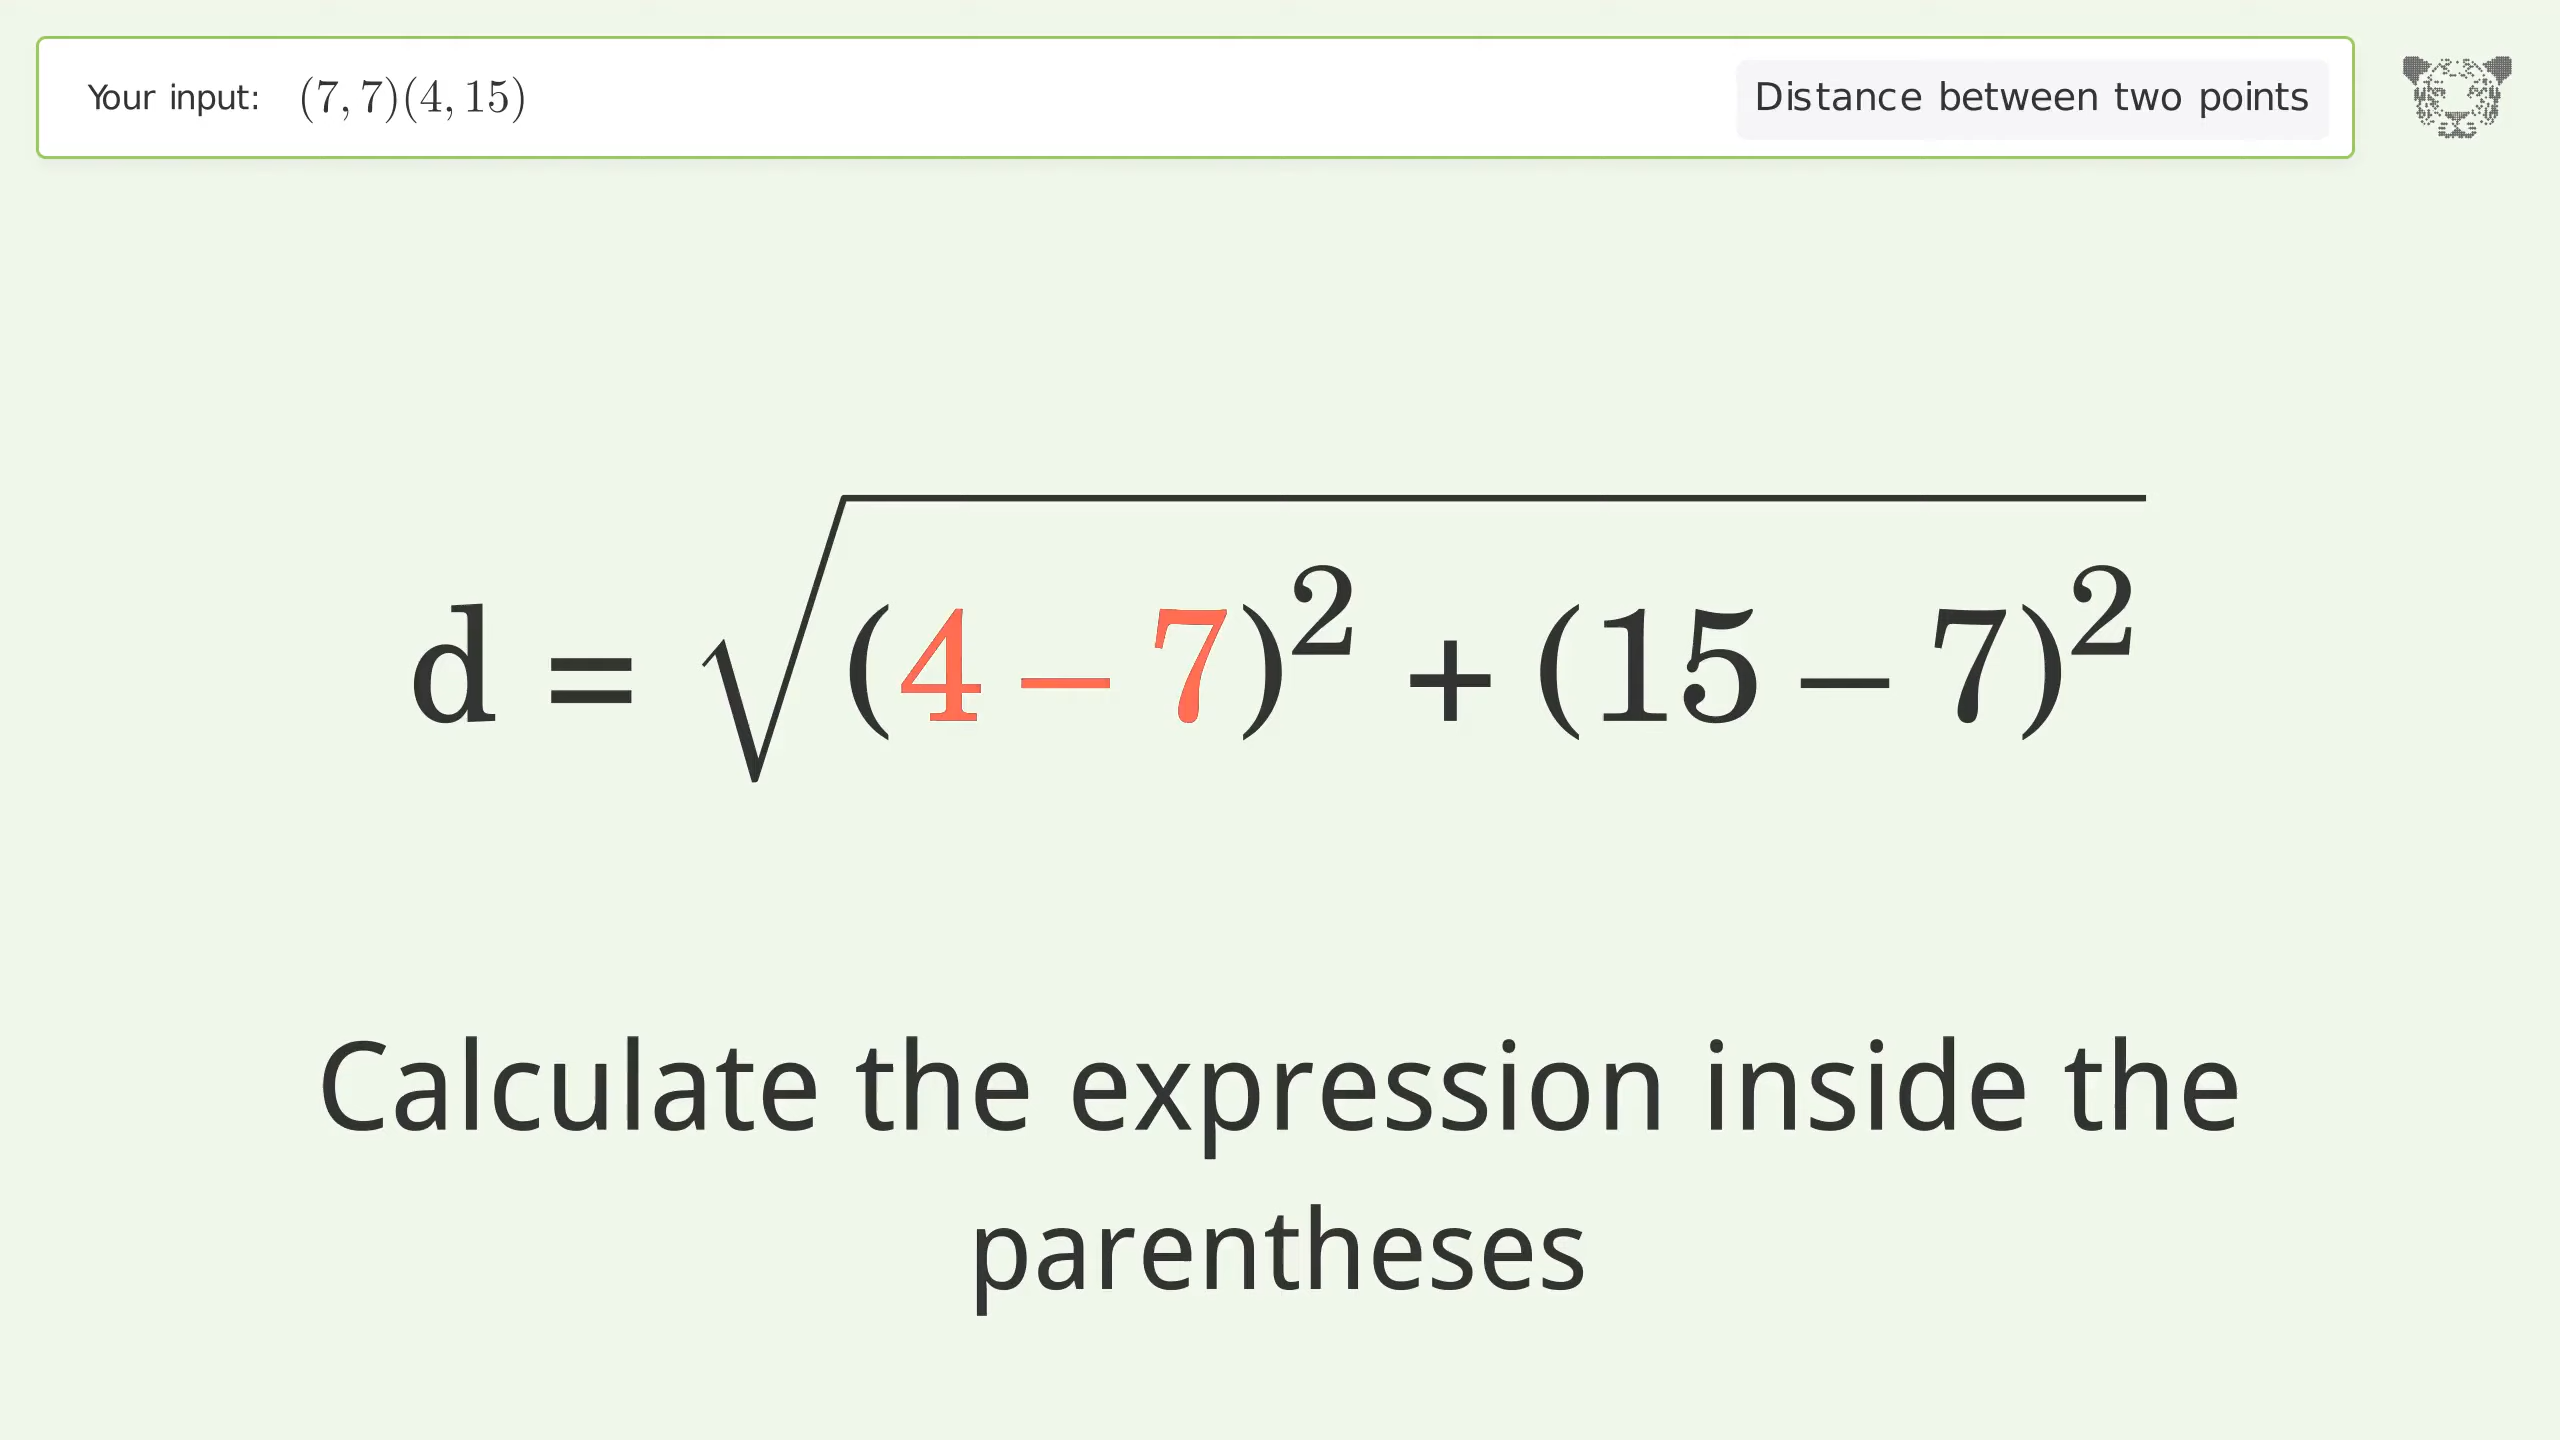 Your input: (7, 7)(4, 15) Distance between two points
d = √(4 – 7)² + (15 – 7)²
Calculate the expression inside the
parentheses